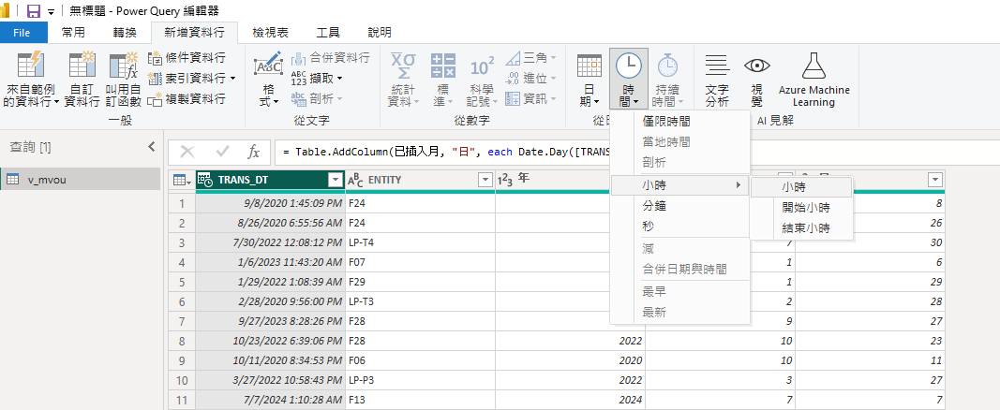 無標題 - Power Query 編輯器
File 常用 轉換 新增資料行 檢視表 工具 說明
來自範例的資料行 自訂資料行 叫用自訂函數
條件資料行
索引資料行
複製資料行
一般
格式
ABC
合併資料行
ABC
123
擷取
剖析
從文字
統計資料 標準 科學記號
XΣ
σ
10²
三角
.00
進位
資訊
從數字
日期 時間 持續時間
從日
文字分析 視覺 Azure Machine Learning
AI 見解
僅限時間
當地時間
剖析
小時
分鐘
秒
減
合併日期與時間
最早
最新
小時
開始小時
結束小時
查詢 [1]
v_mvou
fx = Table.AddColumn(已插入月, "日", each Date.Day([TRANS
TRANS_DT ABC ENTITY 123 年
1 9/8/2020 1:45:09 PM F24 8
2 8/26/2020 6:55:56 AM F24 26
3 7/30/2022 12:08:12 PM LP-T4 7 30
4 1/6/2023 11:43:20 AM F07 1 6
5 1/29/2022 1:08:39 AM F29 1 29
6 2/28/2020 9:56:00 PM LP-T3 2 28
7 9/27/2023 8:28:26 PM F28 9 27
8 10/23/2022 6:39:06 PM F28 2022 10 23
9 10/11/2020 8:34:53 PM F06 2020 10 11
10 3/27/2022 10:58:43 PM LP-P3 2022 3 27
11 7/7/2024 1:10:28 AM F13 2024 7 7